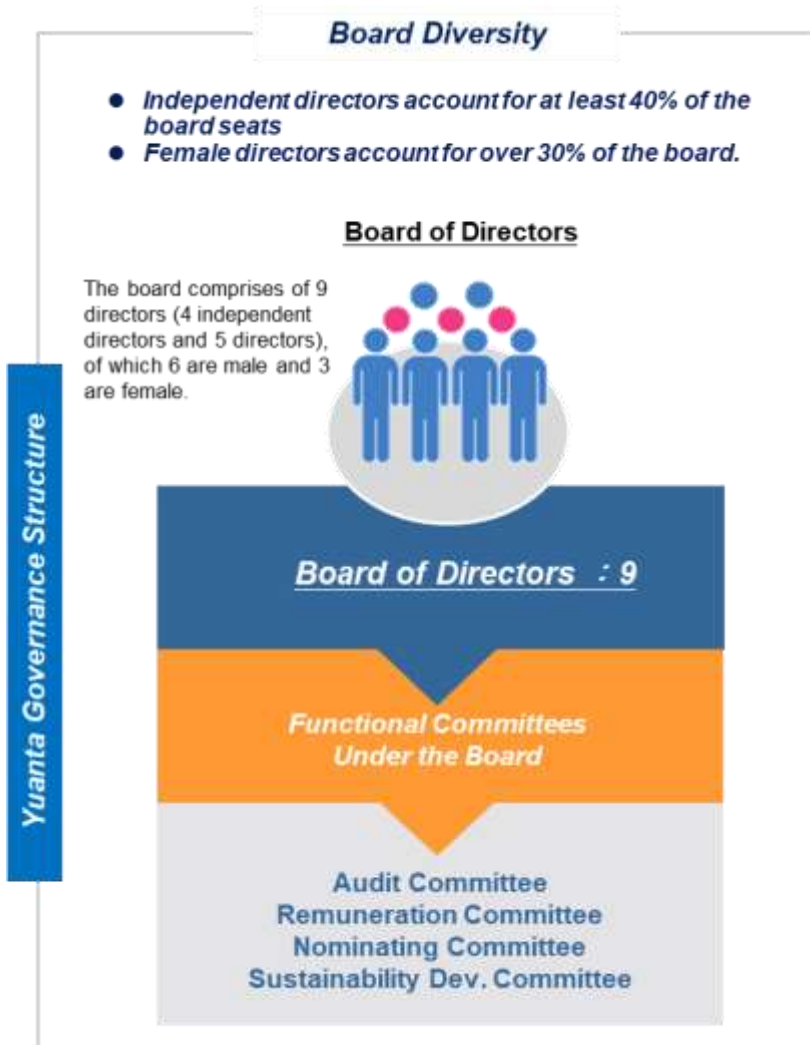 Board Diversity
● Independent directors account for at least 40% of the
board seats
● Female directors account for over 30% of the board.
Board of Directors
The board comprises of 9
directors (4 independent
directors and 5 directors),
of which 6 are male and 3
are female.
Yuanta Governance Structure
Board of Directors ：9
Functional Committees
Under the Board
Audit Committee
Remuneration Committee
Nominating Committee
Sustainability Dev. Committee